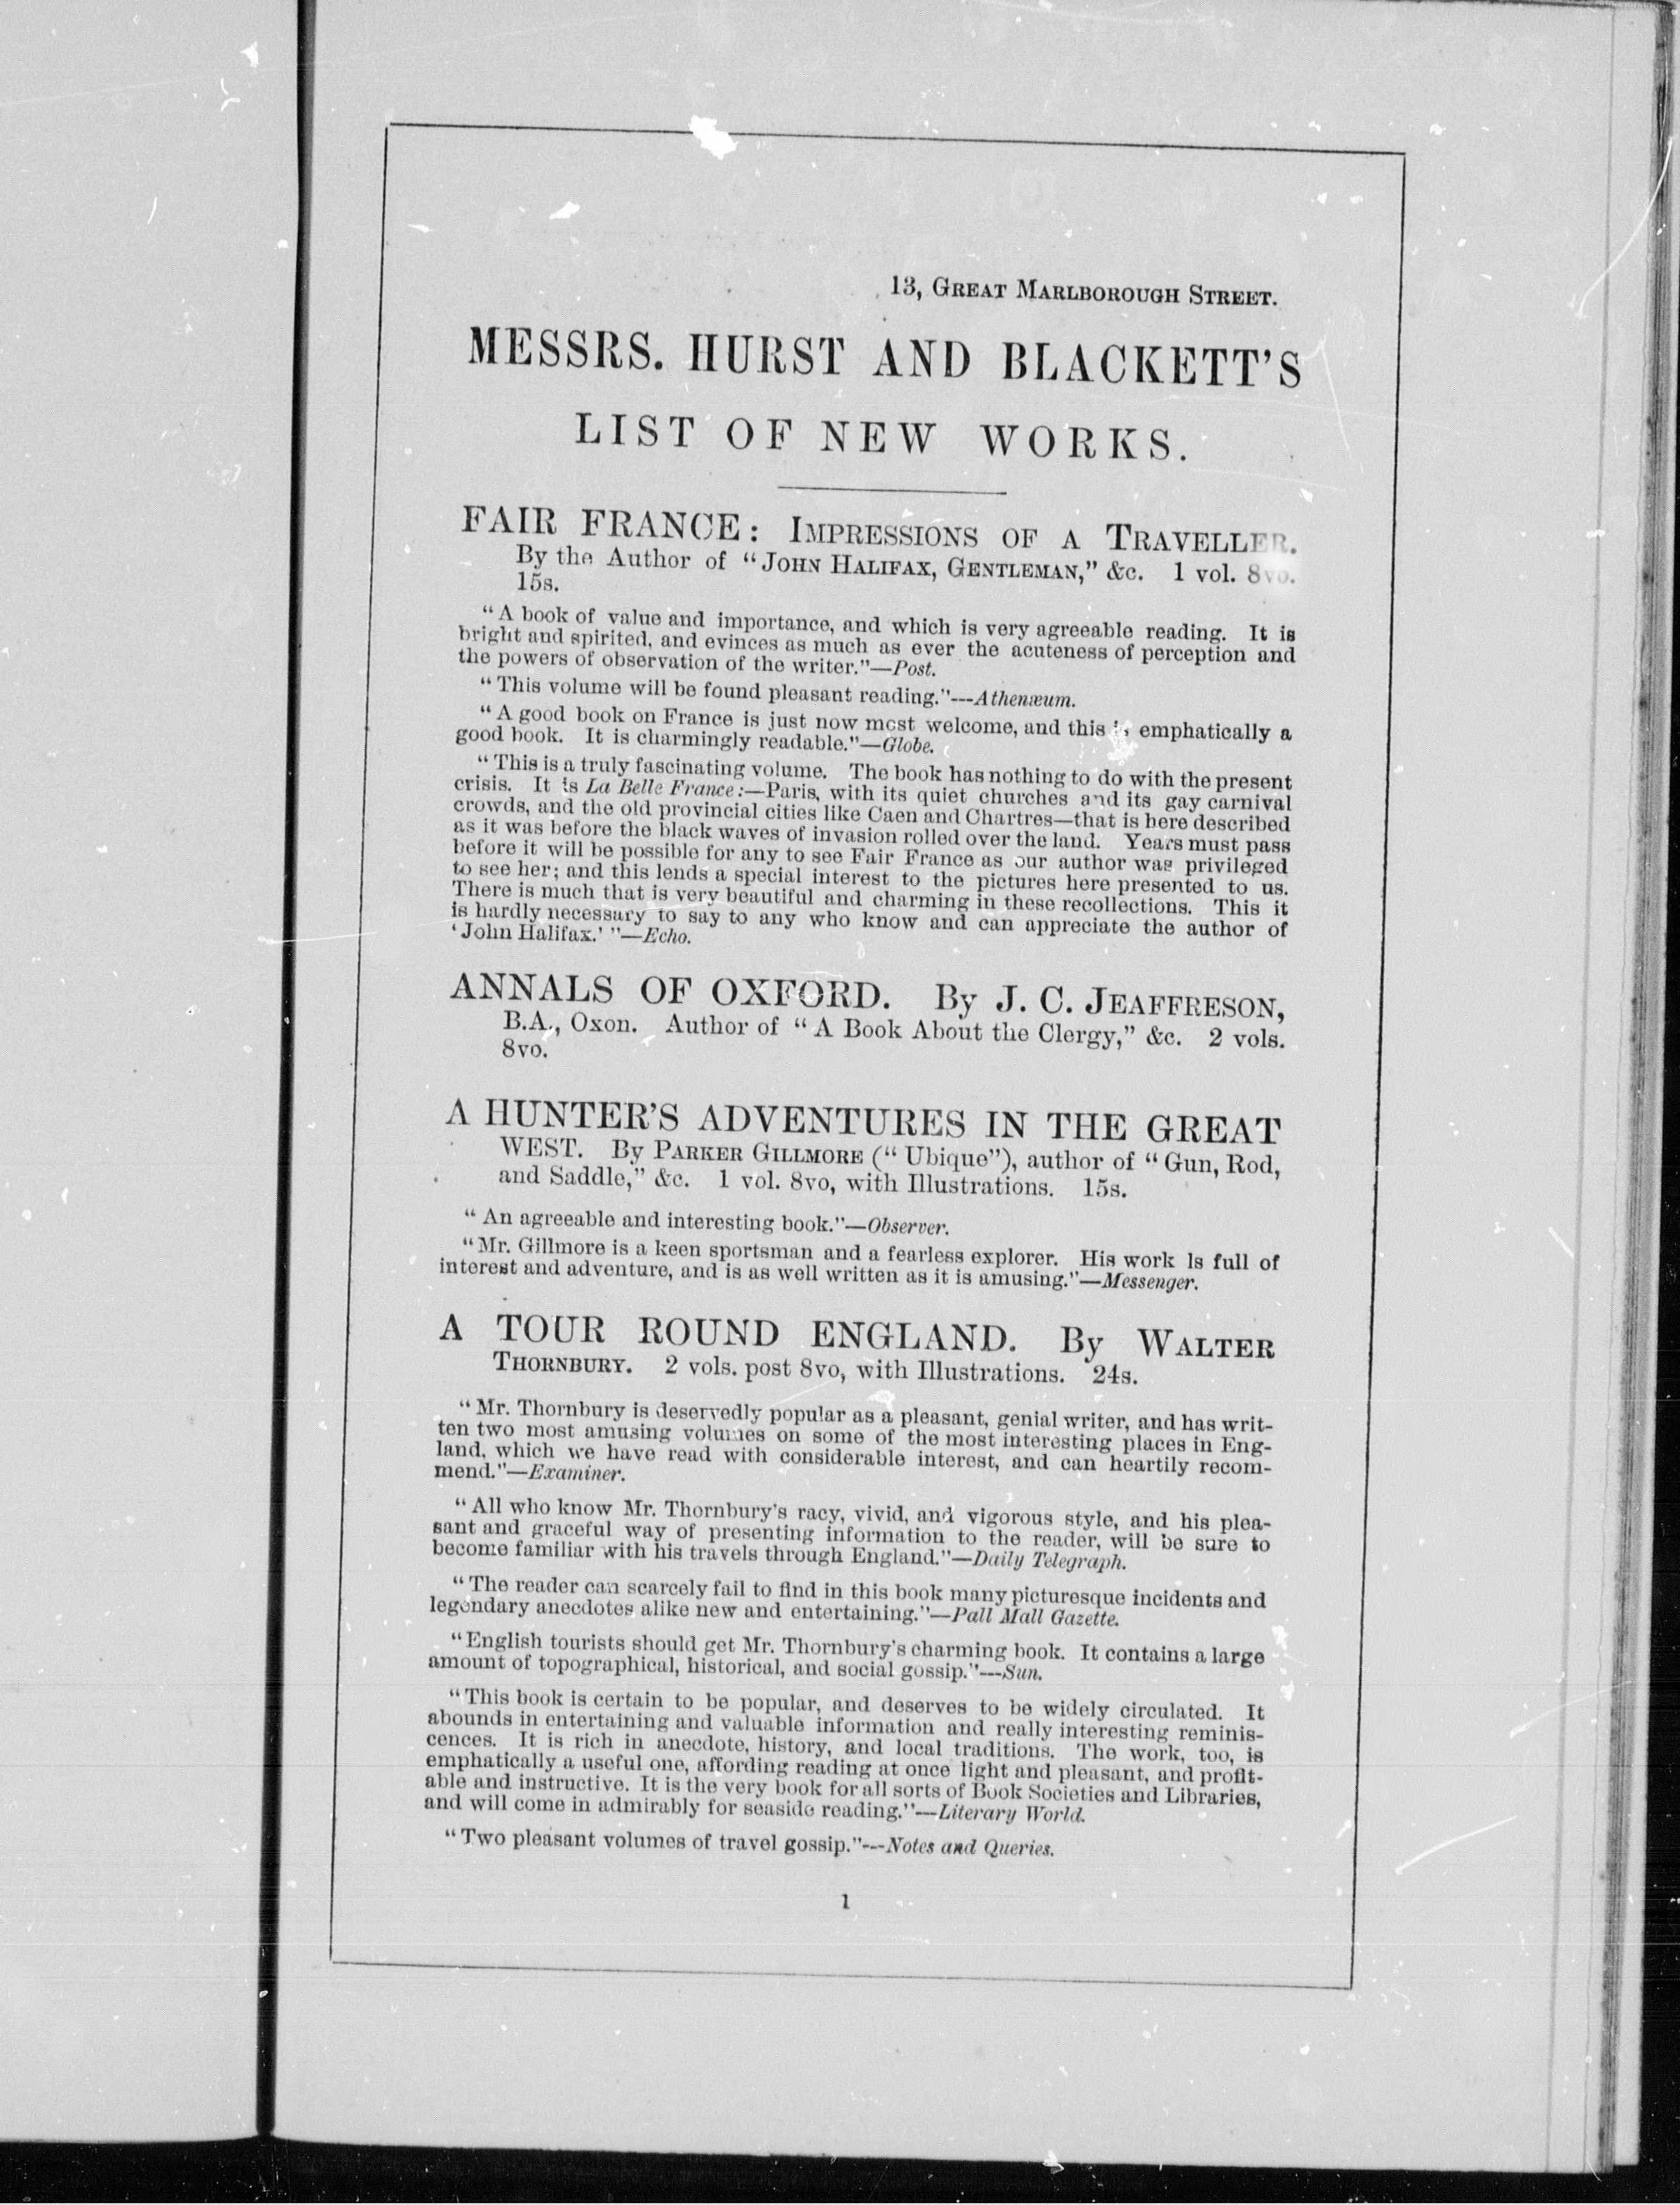 13, GREAT MARLBOROUGH STREET.
MESSRS. HURST AND BLACKETT'S
LIST OF NEW WORKS.
FAIR FRANCE: IMPRESSIONS OF A TRAVELLER.
By the Author of "JOHN HALIFAX, GENTLEMAN," &c. 1 vol. 8vo.
15s.
"A book of value and importance, and which is very agreeable reading. It is
bright and spirited, and evinces as much as ever the acuteness of perception and
the powers of observation of the writer."—Post.
"This volume will be found pleasant reading."---Athenæum.
"A good book on France is just now most welcome, and this is emphatically a
good book. It is charmingly readable."—Globe.
"This is a truly fascinating volume. The book has nothing to do with the present
crisis. It is La Belle France:—Paris, with its quiet churches and its gay carnival
crowds, and the old provincial cities like Caen and Chartres—that is here described
as it was before the black waves of invasion rolled over the land. Years must pass
before it will be possible for any to see Fair France as our author was privileged
to see her; and this lends a special interest to the pictures here presented to us.
There is much that is very beautiful and charming in these recollections. This it
is hardly necessary to say to any who know and can appreciate the author of
'John Halifax.' "—Echo.
ANNALS OF OXFORD. By J. C. JEAFFRESON,
B.A., Oxon. Author of "A Book About the Clergy," &c. 2 vols.
8vo.
A HUNTER'S ADVENTURES IN THE GREAT
WEST. By PARKER GILLMORE ("Ubique"), author of "Gun, Rod,
and Saddle," &c. 1 vol. 8vo, with Illustrations. 15s.
"An agreeable and interesting book."—Observer.
"Mr. Gillmore is a keen sportsman and a fearless explorer. His work is full of
interest and adventure, and is as well written as it is amusing."—Messenger.
A TOUR ROUND ENGLAND. By WALTER
THORNBURY. 2 vols. post 8vo, with Illustrations. 24s.
"Mr. Thornbury is deservedly popular as a pleasant, genial writer, and has writ-
ten two most amusing volumes on some of the most interesting places in Eng-
land, which we have read with considerable interest, and can heartily recom-
mend."—Examiner.
"All who know Mr. Thornbury's racy, vivid, and vigorous style, and his plea-
sant and graceful way of presenting information to the reader, will be sure to
become familiar with his travels through England."—Daily Telegraph.
"The reader can scarcely fail to find in this book many picturesque incidents and
legendary anecdotes alike new and entertaining."—Pall Mall Gazette.
"English tourists should get Mr. Thornbury's charming book. It contains a large
amount of topographical, historical, and social gossip."---Sun.
"This book is certain to be popular, and deserves to be widely circulated. It
abounds in entertaining and valuable information and really interesting reminis-
cences. It is rich in anecdote, history, and local traditions. The work, too, is
emphatically a useful one, affording reading at once light and pleasant, and profit-
able and instructive. It is the very book for all sorts of Book Societies and Libraries,
and will come in admirably for seaside reading."—Literary World.
"Two pleasant volumes of travel gossip."---Notes and Queries.
1